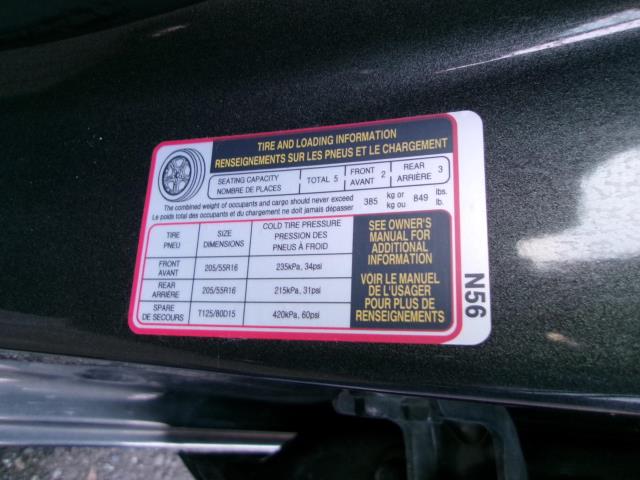 TIRE AND LOADING INFORMATION
RENSEIGNEMENTS SUR LES PNEUS ET LE CHARGEMENT
SEATING CAPACITY
NOMBRE DE PLACES
TOTAL 5
FRONT
AVANT 2
REAR
ARRIÈRE 3
The combined weight of occupants and cargo should never exceed
Le poids total des occupants et du chargement ne doit jamais dépasser
385 kg or
kg ou 849 lbs.
lb.
TIRE
PNEU
SIZE
DIMENSIONS
COLD TIRE PRESSURE
PRESSION DES
PNEUS À FROID
FRONT
AVANT
205/55R16
235kPa, 34psi
REAR
ARRIÈRE
205/55R16
215kPa, 31psi
SPARE
DE SECOURS
T125/80D15
420kPa, 60psi
SEE OWNER'S
MANUAL FOR
ADDITIONAL
INFORMATION
VOIR LE MANUEL
DE L'USAGER
POUR PLUS DE
RENSEIGNEMENTS
N56